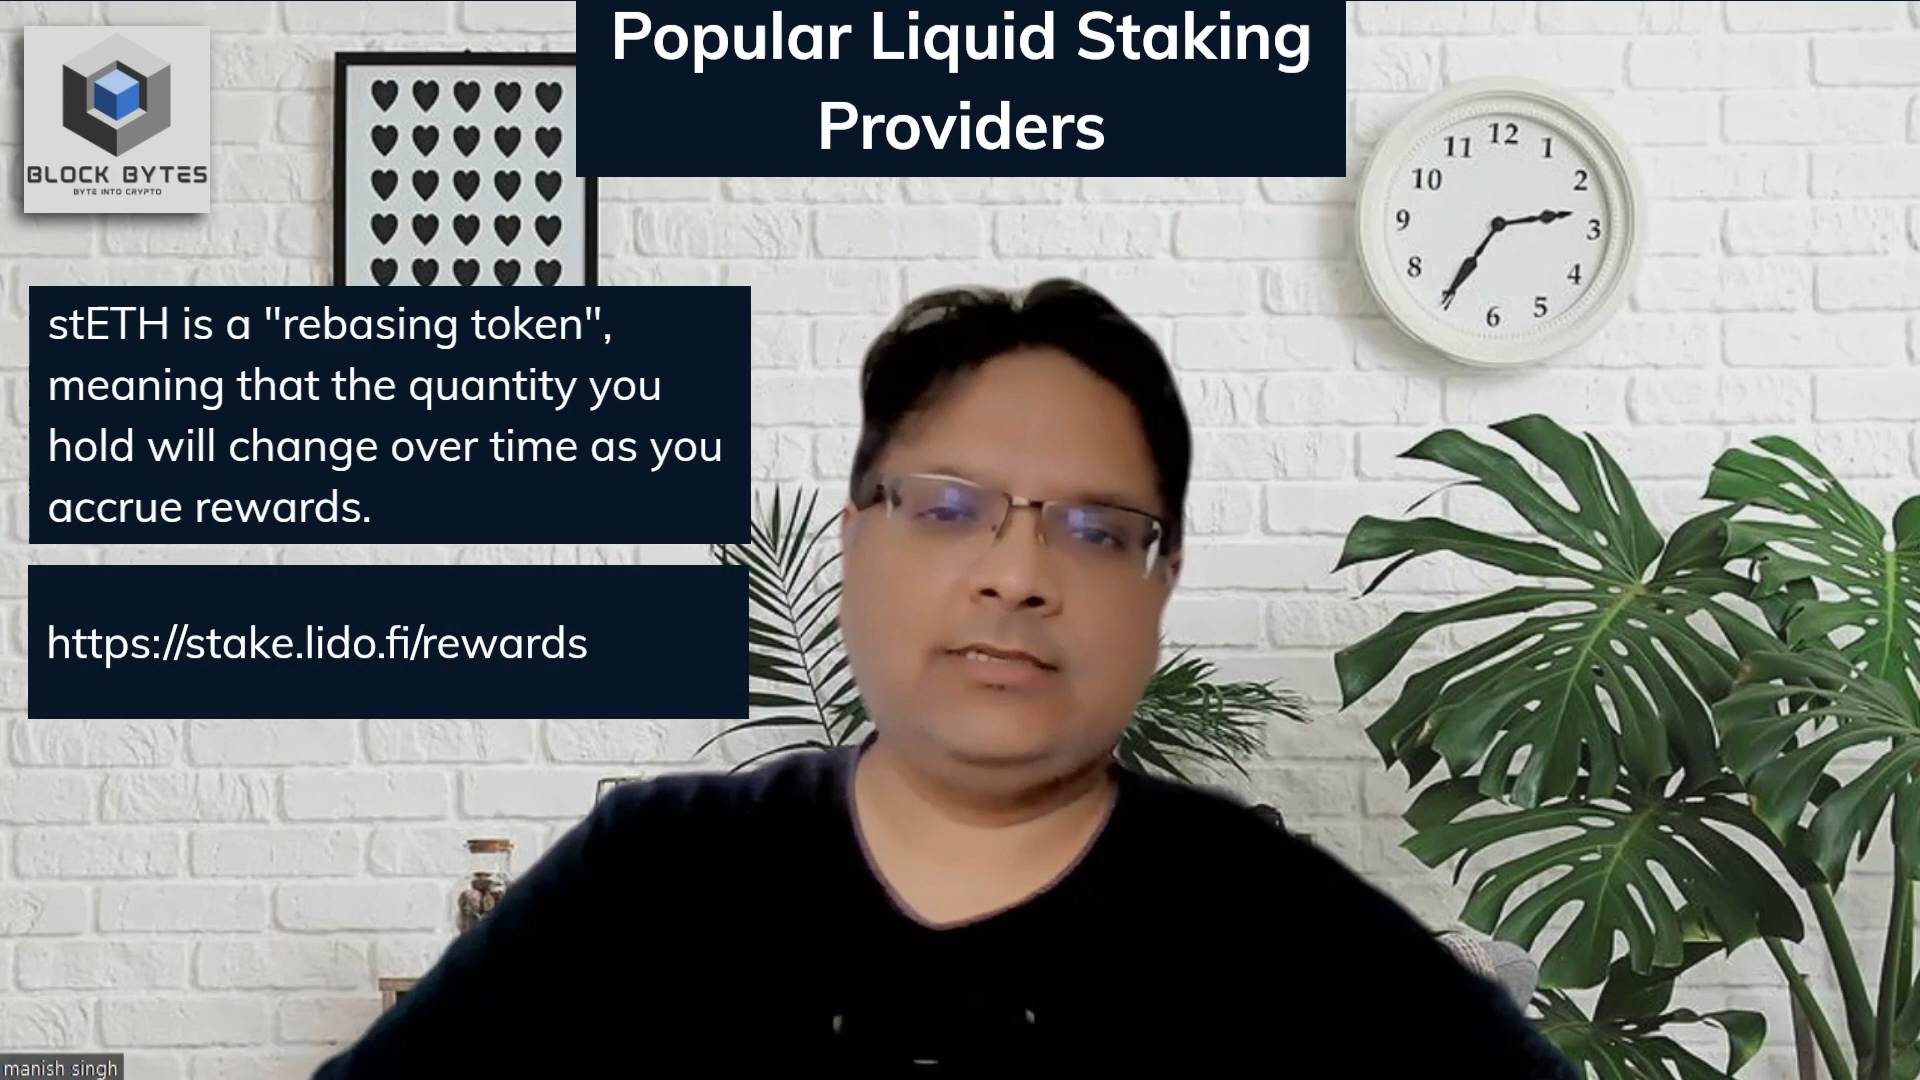 Popular Liquid Staking
Providers
BLOCK BYTES
BYTE INTO CRYPTO
12
11
1
10
2
9
3
8
4
6
5
stETH is a "rebasing token",
meaning that the quantity you
hold will change over time as you
accrue rewards.
https://stake.lido.fi/rewards
manish singh